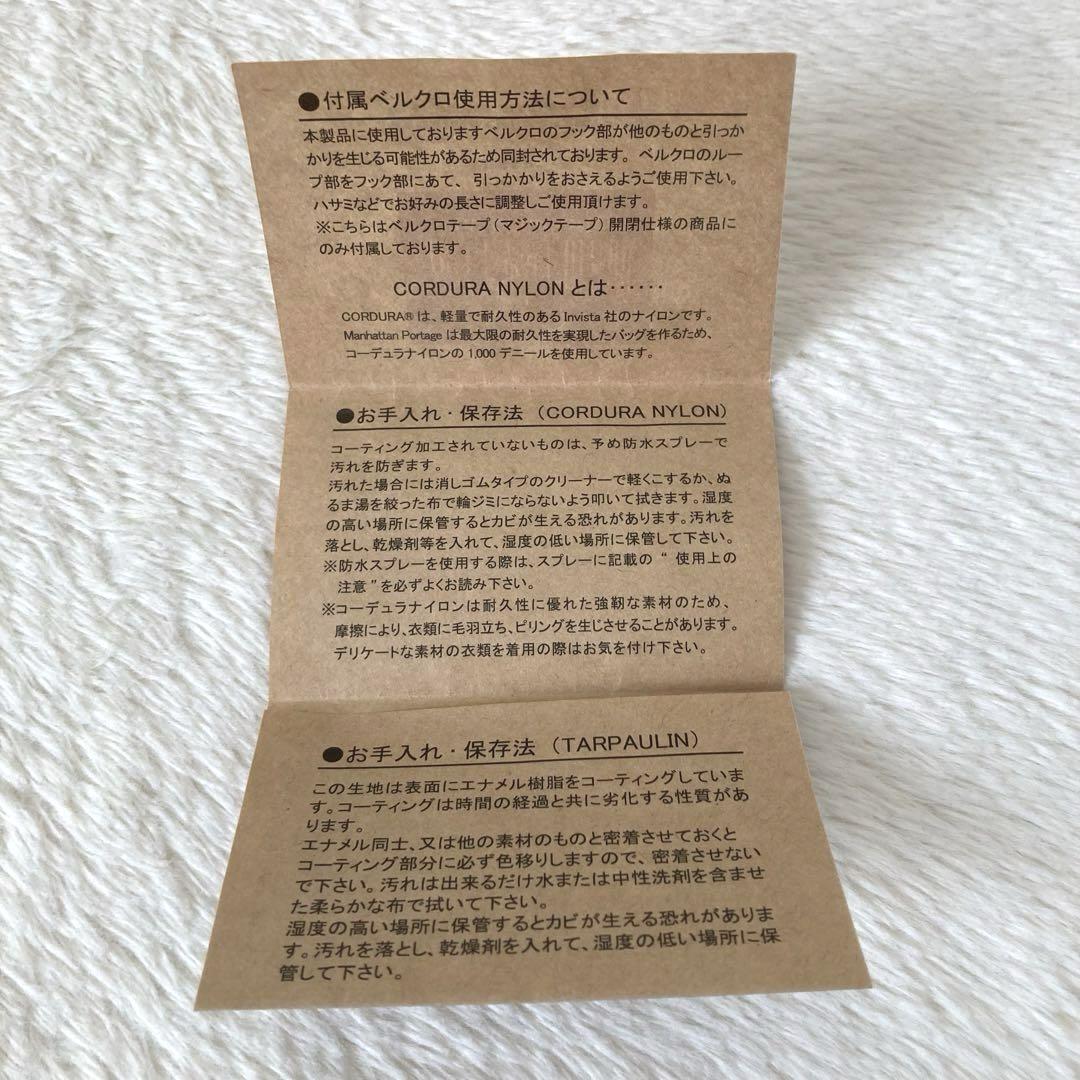 ●付属ベルクロ使用方法について
本製品に使用しておりますベルクロのフック部が他のものと引っか
かりを生じる可能性があるため同封されております。ベルクロのルー
プ部をフック部にあて、引っかかりをおさえるようご使用下さい。
ハサミなどでお好みの長さに調整しご使用頂けます。
※こちらはベルクロテープ(マジックテープ)開閉仕様の商品に
のみ付属しております。
CORDURA NYLON とは‥‥‥
CORDURA® は、軽量で耐久性のある Invista 社のナイロンです。
Manhattan Portage は最大限の耐久性を実現したバッグを作るため、
コーデュラナイロンの 1,000 デニールを使用しています。
●お手入れ・保存法 (CORDURA NYLON)
コーティング加工されていないものは、予め防水スプレーで
汚れを防ぎます。
汚れた場合には消しゴムタイプのクリーナーで軽くこするか、ぬ
るま湯を絞った布で輪ジミにならないよう叩いて拭きます。湿度
の高い場所に保管するとカビが生える恐れがあります。汚れを
落とし、乾燥剤等を入れて、湿度の低い場所に保管して下さい。
※防水スプレーを使用する際は、スプレーに記載の“ 使用上の
注意 ”を必ずよくお読み下さい。
※コーデュラナイロンは耐久性に優れた強靭な素材のため、
摩擦により、衣類に毛羽立ち、ピリングを生じさせることがあります。
デリケートな素材の衣類を着用の際はお気を付け下さい。
●お手入れ・保存法 (TARPAULIN)
この生地は表面にエナメル樹脂をコーティングしていま
す。コーティングは時間の経過と共に劣化する性質があ
ります。
エナメル同士、又は他の素材のものと密着させておくと
コーティング部分に必ず色移りしますので、密着させない
で下さい。汚れは出来るだけ水または中性洗剤を含ませ
た柔らかな布で拭いて下さい。
湿度の高い場所に保管するとカビが生える恐れがありま
す。汚れを落とし、乾燥剤を入れて、湿度の低い場所に保
管して下さい。